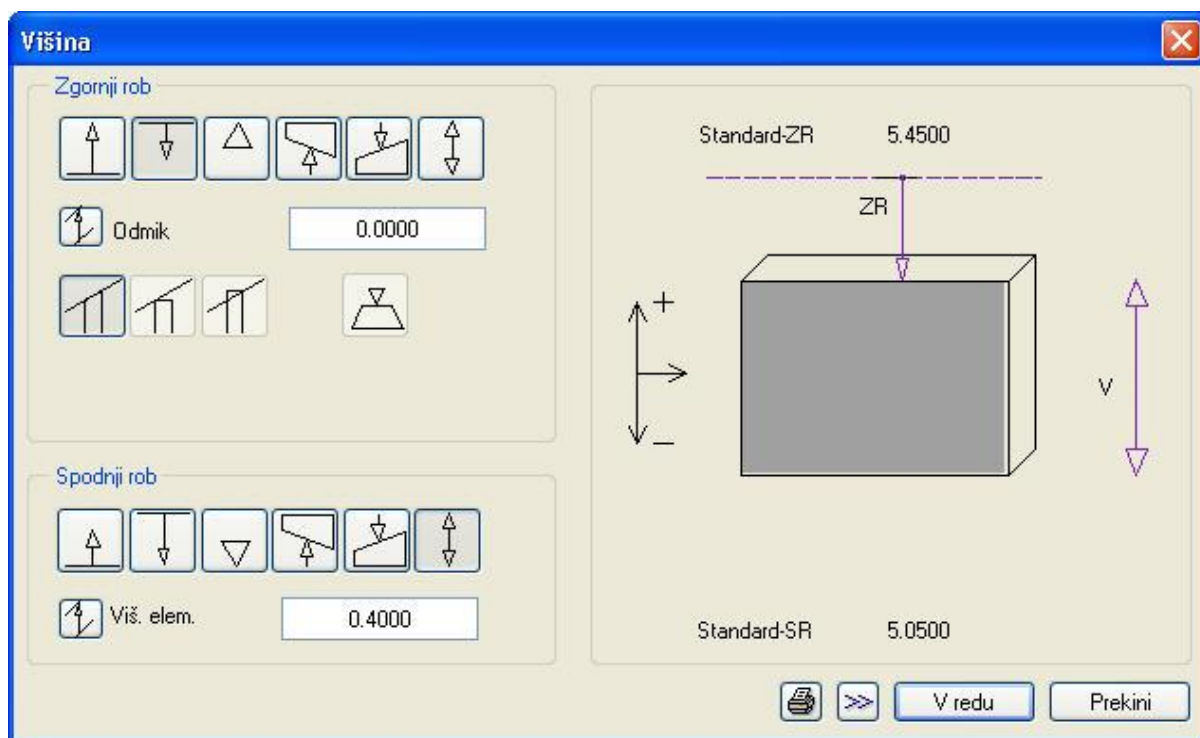 Višina
Zgornji rob
Odmik 0.0000
Spodnji rob
Viš. elem. 0.4000
Standard-ZR 5.4500
ZR
+
V
−
Standard-SR 5.0500
>> V redu Prekini